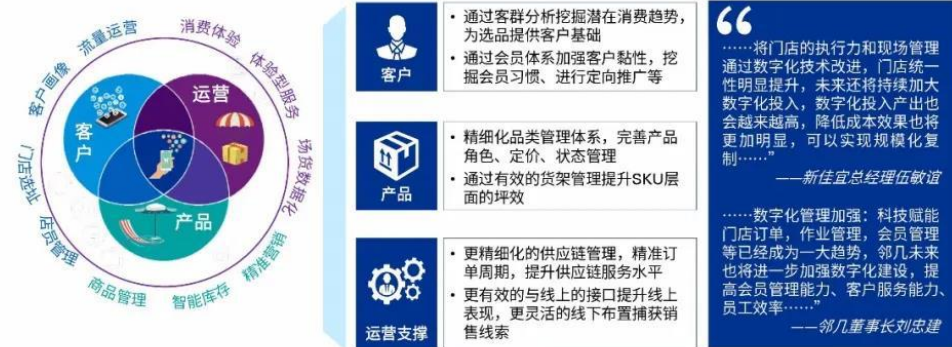 流量运营
消费体验
客户画像
体验型服务
门店选址
场货数据化
店员管理
精准营销
商品管理
智能库存
客户
运营
产品
客户
• 通过客群分析挖掘潜在消费趋势，
为选品提供客户基础
• 通过会员体系加强客户黏性，挖
掘会员习惯、进行定向推广等
产品
• 精细化品类管理体系，完善产品
角色、定价、状态管理
• 通过有效的货架管理提升SKU层
面的坪效
运营支撑
• 更精细化的供应链管理，精准订
单周期，提升供应链服务水平
• 更有效的与线上的接口提升线上
表现，更灵活的线下布置捕获销
售线索
“
……将门店的执行力和现场管理
通过数字化技术改进，门店统一
性明显提升，未来还将持续加大
数字化投入，数字化投入产出也
会越来越高，降低成本效果也将
更加明显，可以实现规模化复
制……”
——新佳宜总经理伍敏谊
……数字化管理加强：科技赋能
门店订单，作业管理，会员管理
等已经成为一大趋势，邻几未来
也将进一步加强数字化建设，提
高会员管理能力、客户服务能力、
员工效率……”
——邻几董事长刘忠建